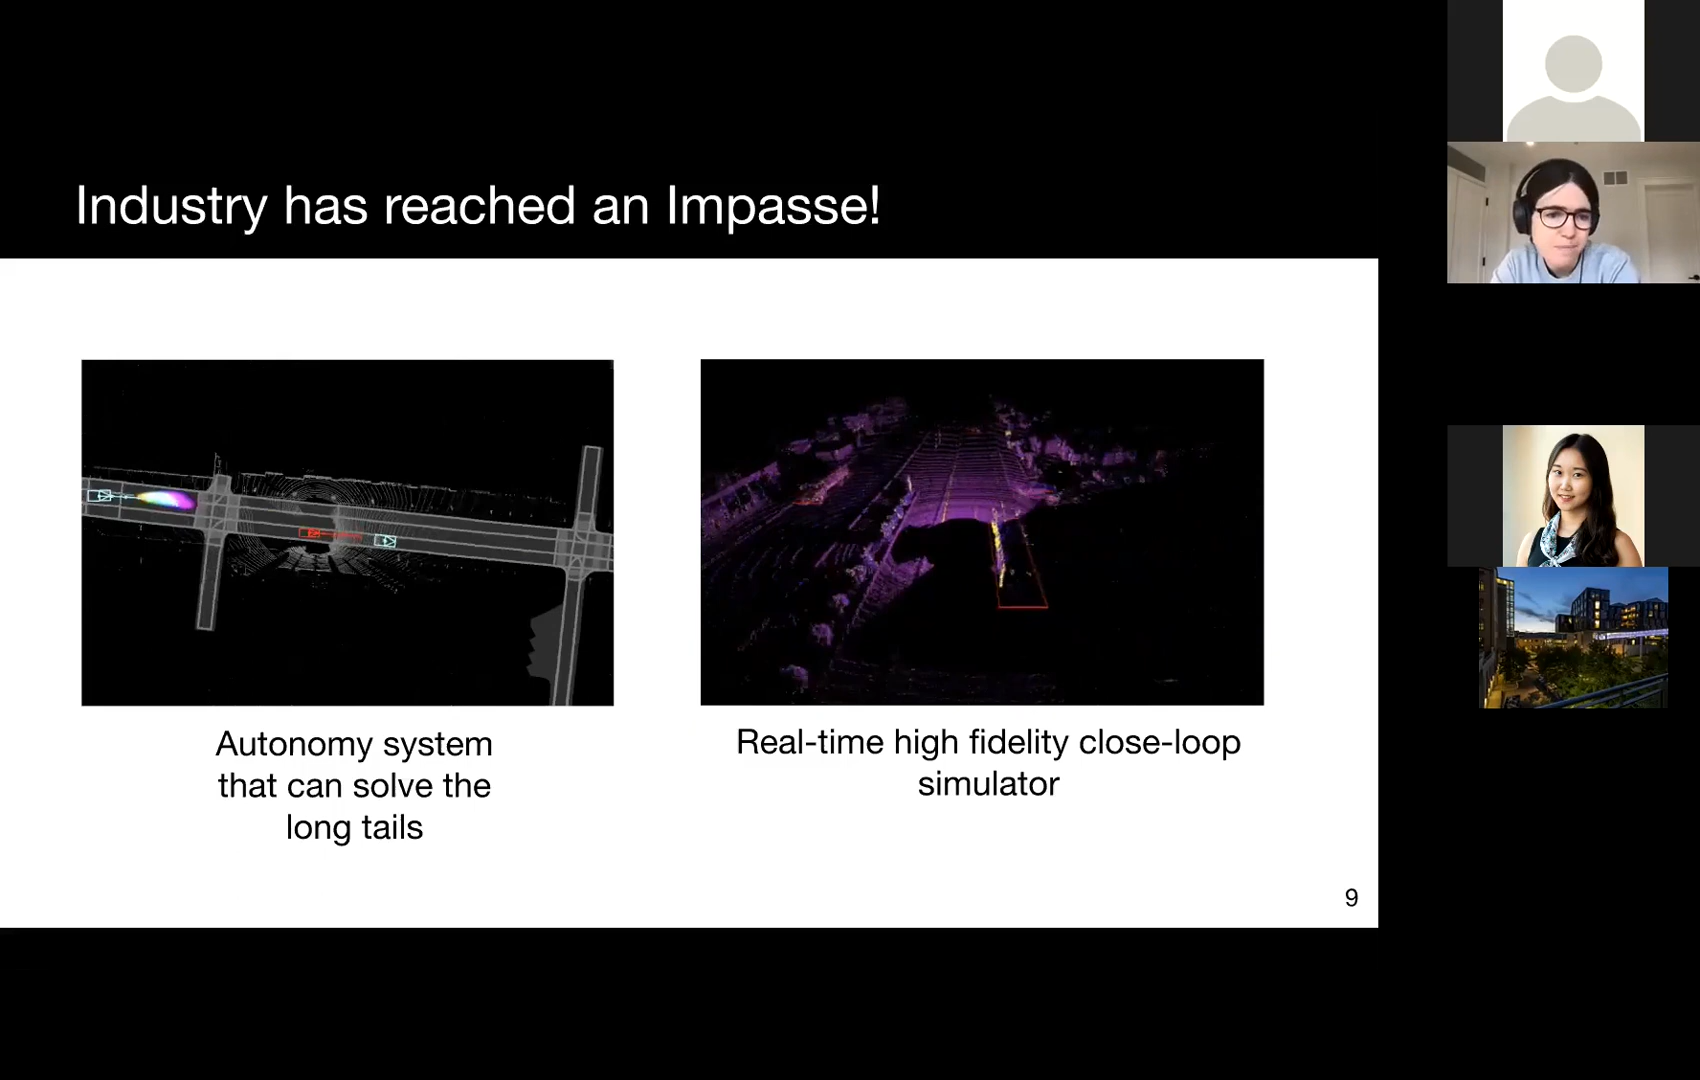 Industry has reached an Impasse!
Autonomy system
that can solve the
long tails
Real-time high fidelity close-loop
simulator
9